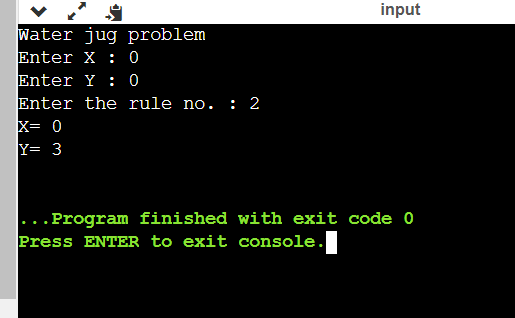 input
Water jug problem
Enter X : 0
Enter Y : 0
Enter the rule no. : 2
X= 0
Y= 3
...Program finished with exit code 0
Press ENTER to exit console.